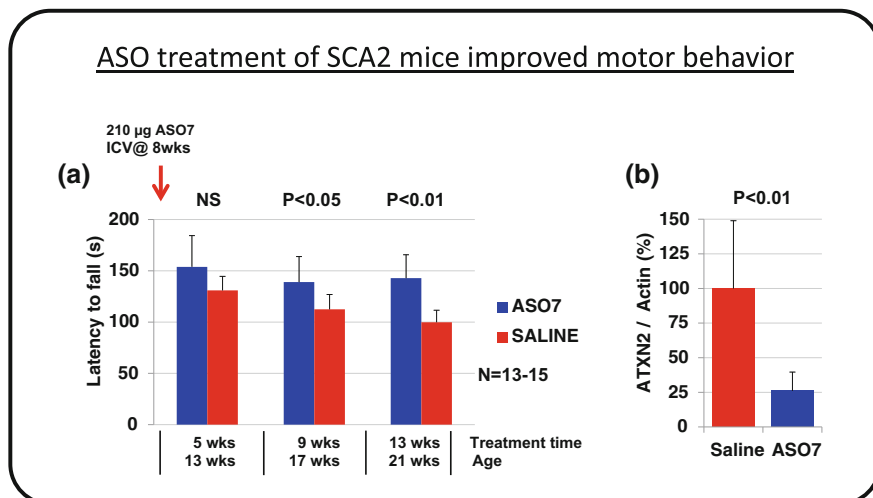 ASO treatment of SCA2 mice improved motor behavior
210 µg ASO7
ICV@ 8wks
(a)
NS P<0.05 P<0.01
Latency to fall (s)
200
150
100
50
0
ASO7
SALINE
N=13-15
5 wks 9 wks 13 wks Treatment time
13 wks 17 wks 21 wks Age
(b)
P<0.01
ATXN2 / Actin (%)
150
125
100
75
50
25
0
Saline ASO7